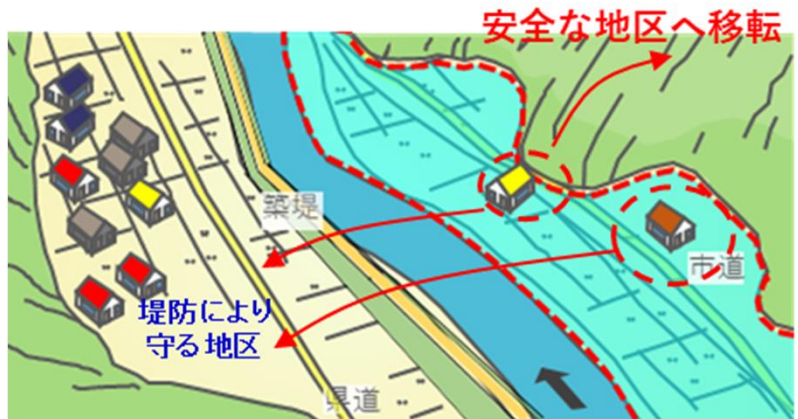 安全な地区へ移転
築堤
市道
堤防により
守る地区
県道